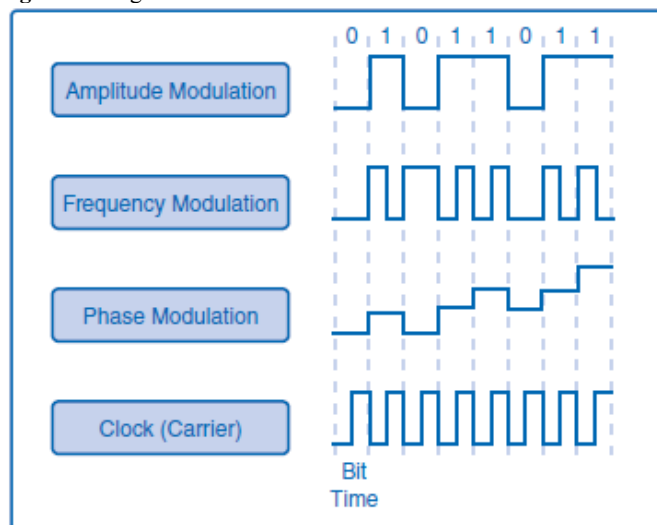 0 1 0 1 1 0 1 1
Amplitude Modulation
Frequency Modulation
Phase Modulation
Clock (Carrier)
Bit
Time